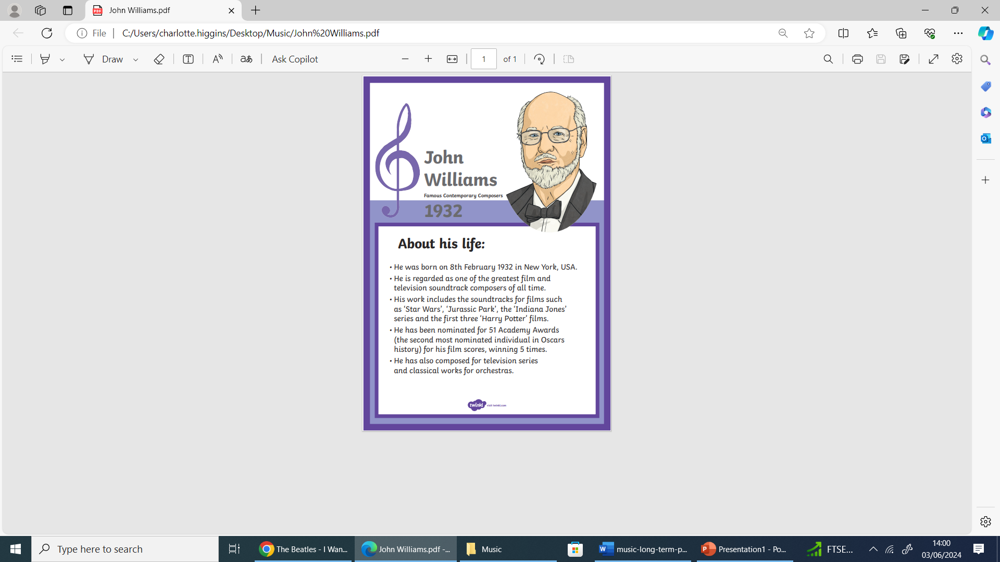 John Williams.pdf
File
C:/Users/charlotte.higgins/Desktop/Music/John%20Williams.pdf
Draw
Ask Copilot
1
of 1
John
Williams
Famous Contemporary Composers
1932
About his life:
• He was born on 8th February 1932 in New York, USA.
• He is regarded as one of the greatest film and
television soundtrack composers of all time.
• His work includes the soundtracks for films such
as ‘Star Wars’, ‘Jurassic Park’, the ‘Indiana Jones’
series and the first three ‘Harry Potter’ films.
• He has been nominated for 51 Academy Awards
(the second most nominated individual in Oscars
history) for his film scores, winning 5 times.
• He has also composed for television series
and classical works for orchestras.
twinkl visit twinkl.com
Type here to search
The Beatles - I Wan...
John Williams.pdf -...
Music
music-long-term-p...
Presentation1 - Po...
FTSE...
14:00
03/06/2024